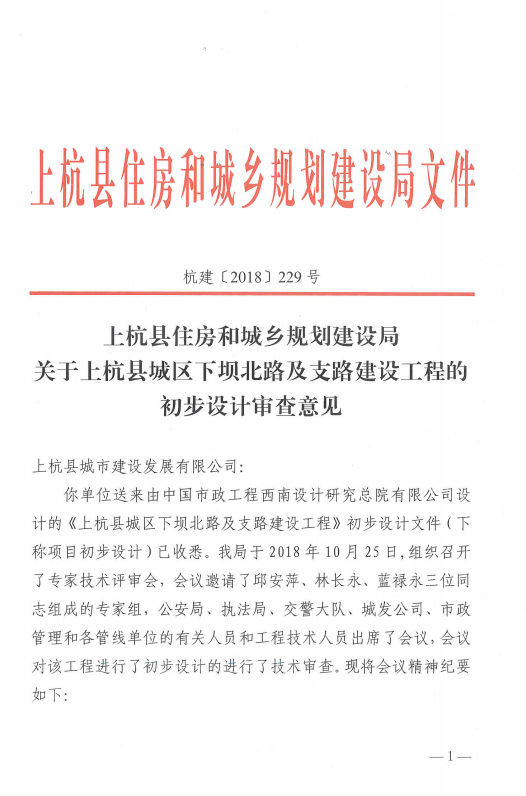 上杭县住房和城乡规划建设局文件
杭建〔2018〕229号
上杭县住房和城乡规划建设局
关于上杭县城区下坝北路及支路建设工程的
初步设计审查意见
上杭县城市建设发展有限公司：
你单位送来由中国市政工程西南设计研究总院有限公司设
计的《上杭县城区下坝北路及支路建设工程》初步设计文件（下
称项目初步设计）已收悉。我局于2018年10月25日,组织召开
了专家技术评审会，会议邀请了邱安萍、林长永、蓝禄永三位同
志组成的专家组，公安局、执法局、交警大队、城发公司、市政
管理和各管线单位的有关人员和工程技术人员出席了会议，会议
对该工程进行了初步设计的进行了技术审查。现将会议精神纪要
如下：
—1—